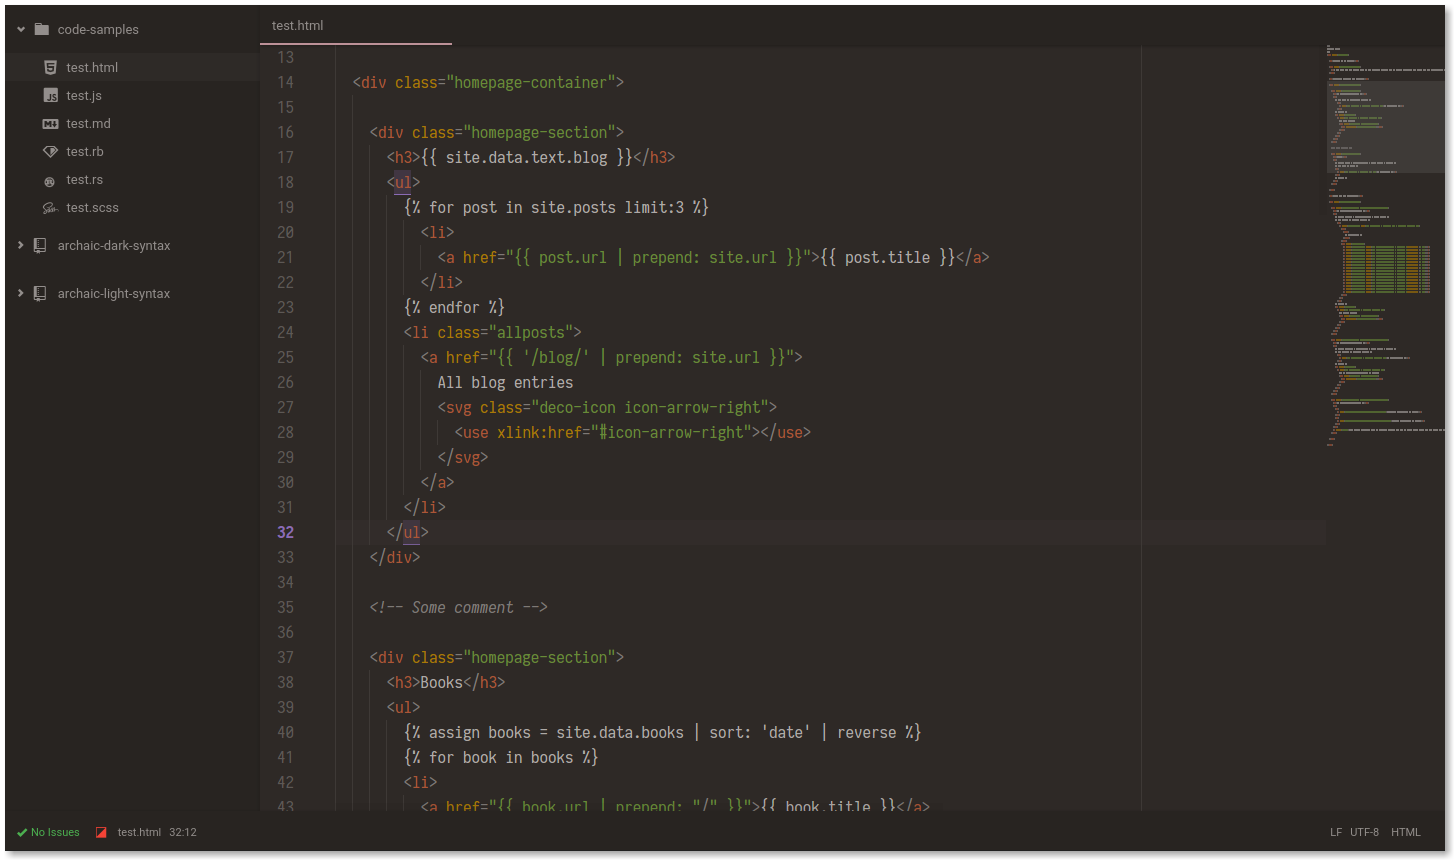 code-samples
test.html
test.js
test.md
test.rb
test.rs
test.scss
archaic-dark-syntax
archaic-light-syntax
test.html
13
14 <div class="homepage-container">
15
16 <div class="homepage-section">
17 <h3>{{ site.data.text.blog }}</h3>
18 <ul>
19 {% for post in site.posts limit:3 %}
20 <li>
21 <a href="{{ post.url | prepend: site.url }}">{{ post.title }}</a>
22 </li>
23 {% endfor %}
24 <li class="allposts">
25 <a href="{{ '/blog/' | prepend: site.url }}">
26 All blog entries
27 <svg class="deco-icon icon-arrow-right">
28 <use xlink:href="#icon-arrow-right"></use>
29 </svg>
30 </a>
31 </li>
32 </ul>
33 </div>
34
35 <!-- Some comment -->
36
37 <div class="homepage-section">
38 <h3>Books</h3>
39 <ul>
40 {% assign books = site.data.books | sort: 'date' | reverse %}
41 {% for book in books %}
42 <li>
43 <a href="{{ book.url | prepend: "/" }}">{{ book.title }}</a>
No Issues test.html 32:12 LF UTF-8 HTML